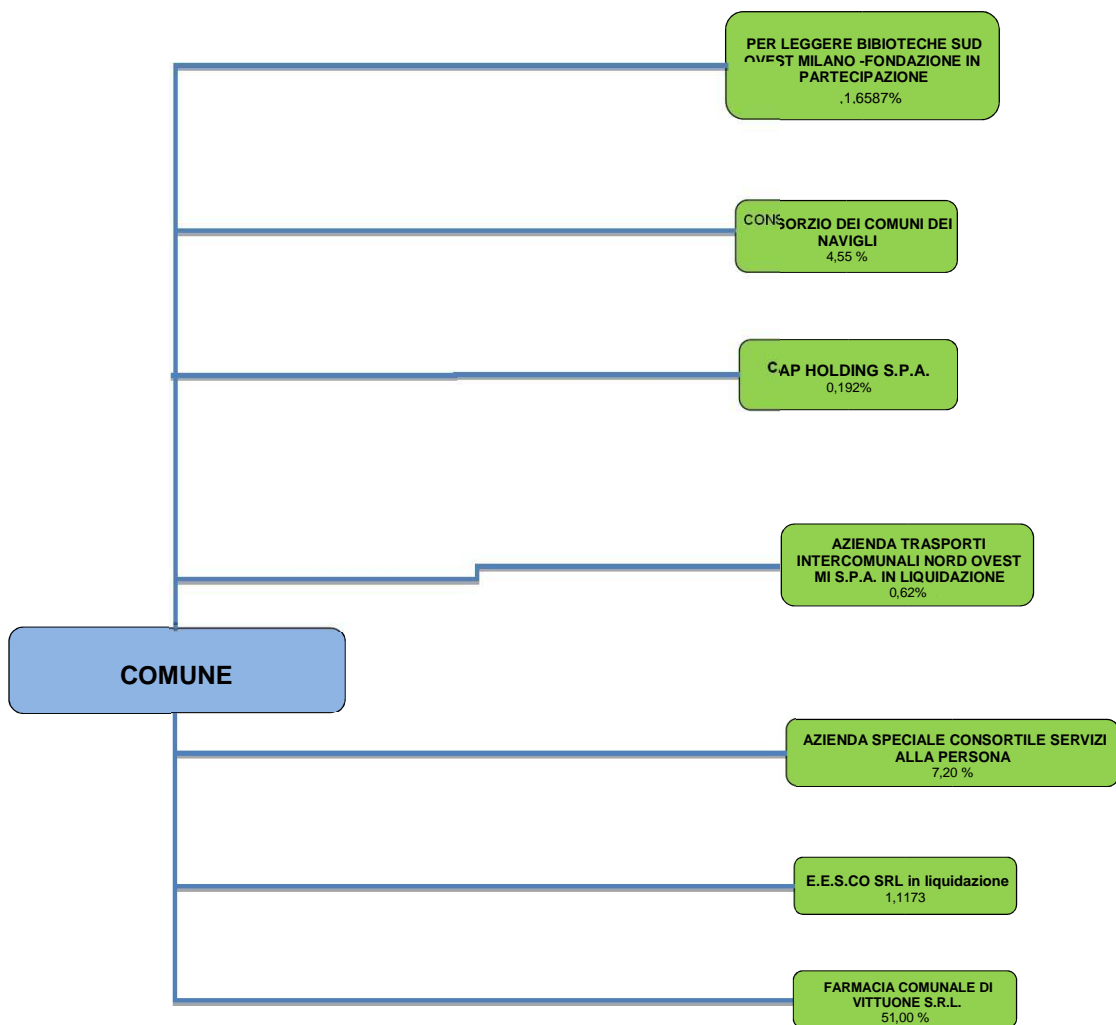 PER LEGGERE BIBIOTECHE SUD
OVEST MILANO -FONDAZIONE IN
PARTECIPAZIONE
.1,6587%
CONSORZIO DEI COMUNI DEI
NAVIGLI
4,55 %
CAP HOLDING S.P.A.
0,192%
AZIENDA TRASPORTI
INTERCOMUNALI NORD OVEST
MI S.P.A. IN LIQUIDAZIONE
0,62%
COMUNE
AZIENDA SPECIALE CONSORTILE SERVIZI
ALLA PERSONA
7,20 %
E.E.S.CO SRL in liquidazione
1,1173
FARMACIA COMUNALE DI
VITTUONE S.R.L.
51,00 %